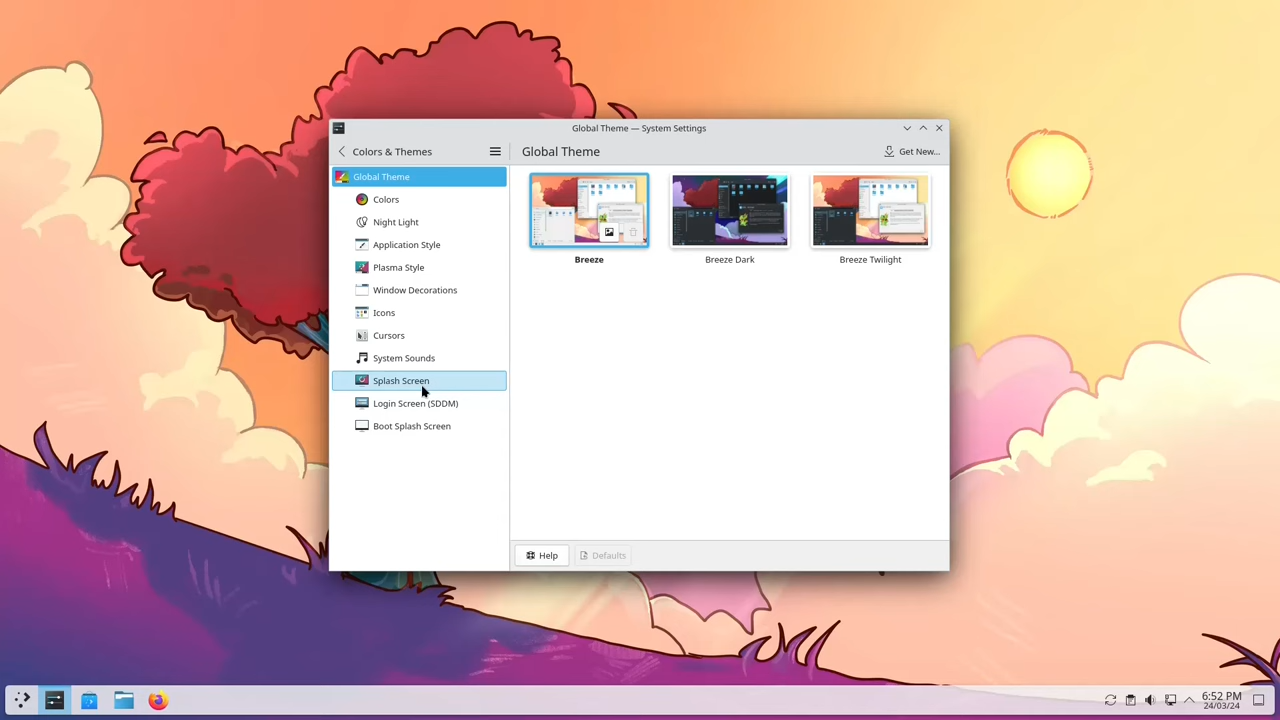 Global Theme — System Settings
Colors & Themes
Global Theme
Get New...
Global Theme
Colors
Night Light
Application Style
Plasma Style
Window Decorations
Icons
Cursors
System Sounds
Splash Screen
Login Screen (SDDM)
Boot Splash Screen
Breeze
Breeze Dark
Breeze Twilight
Help
Defaults
6:52 PM
24/03/24